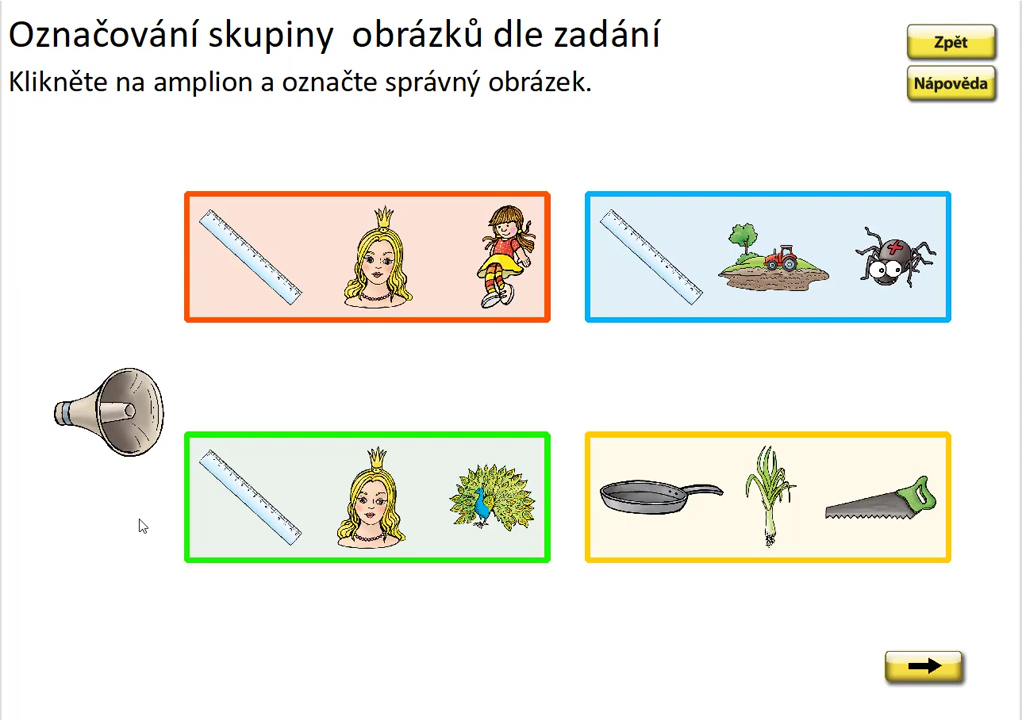 Označování skupiny  obrázků dle zadání
Klikněte na amplion a označte správný obrázek.
Zpět
Nápověda